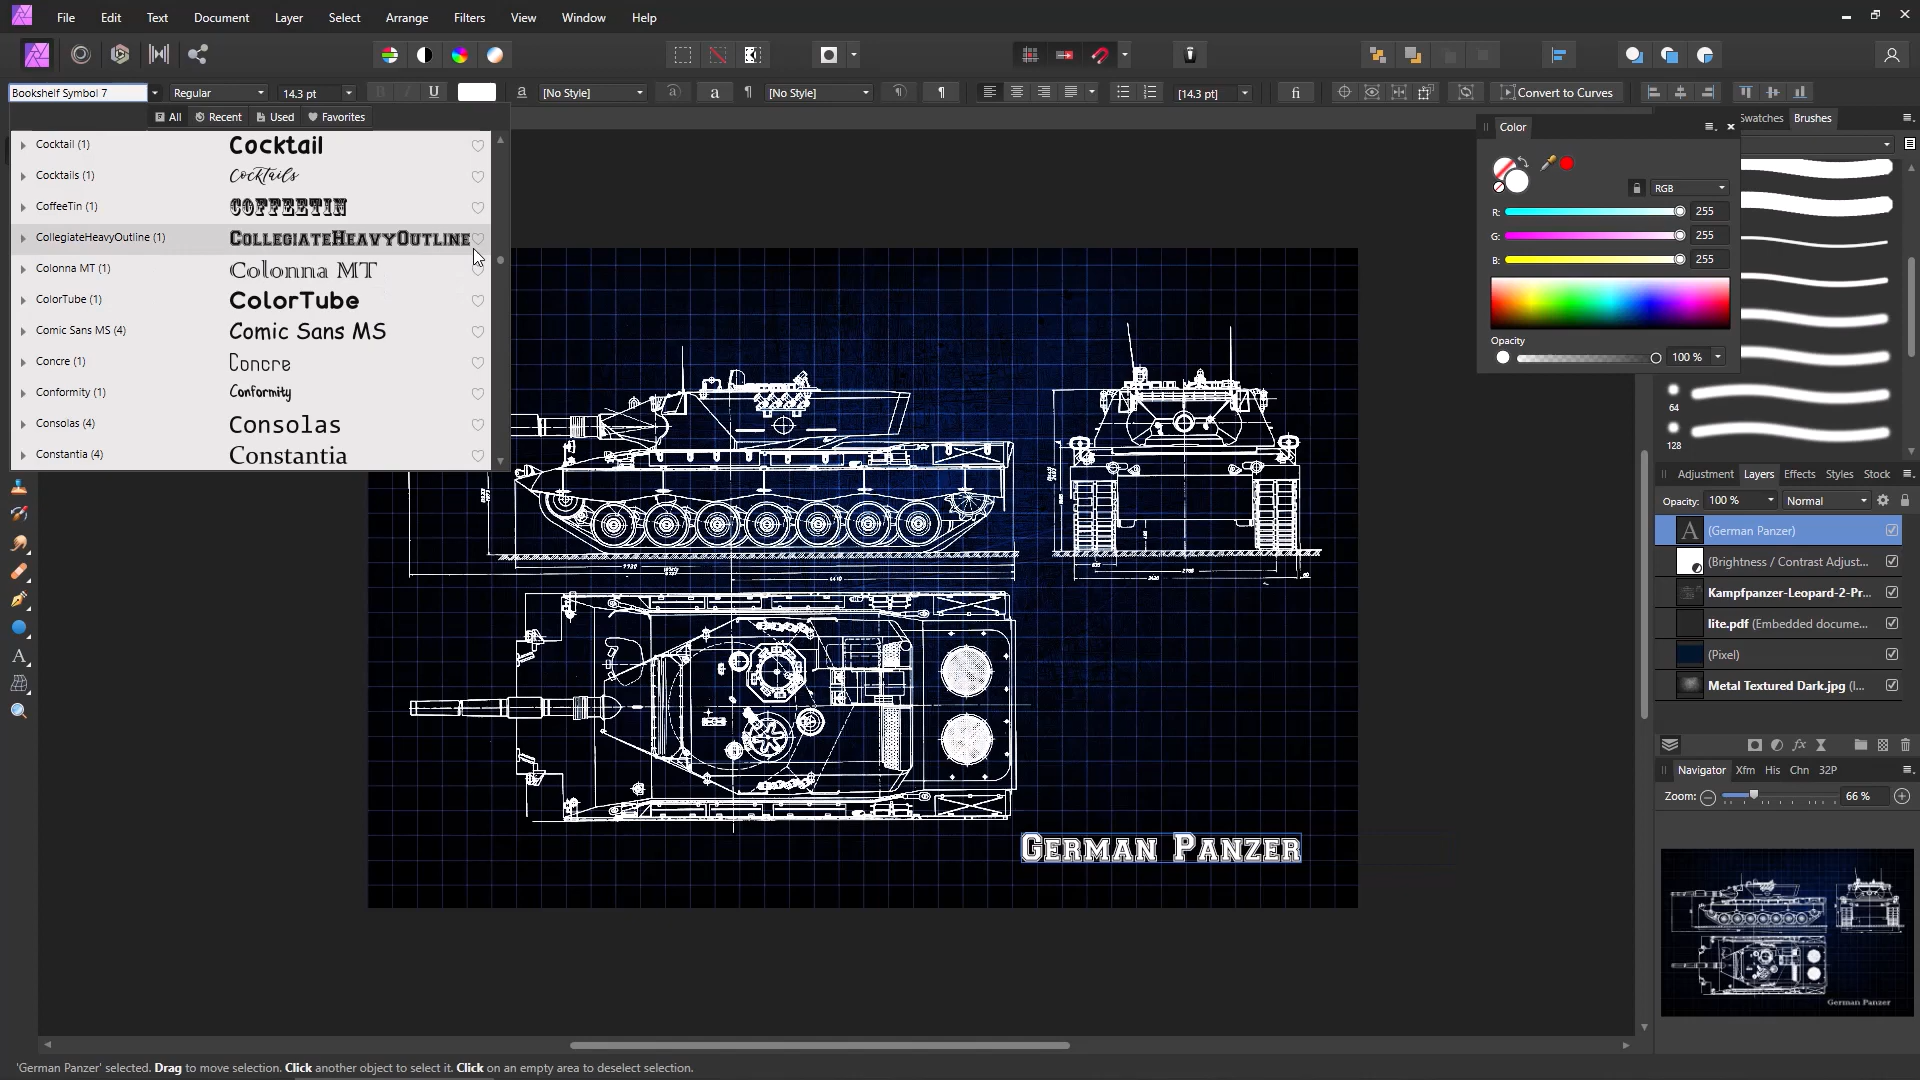 File Edit Text Document Layer Select Arrange Filters View Window Help
Bookshelf Symbol 7 Regular 14.3 pt B I U a [No Style] a a ¶ [No Style] ¶ [14.3 pt] fi Convert to Curves
All Recent Used Favorites
Cocktail (1) Cocktail
Cocktails (1) Cocktails
CoffeeTin (1) CoffeeTin
CollegiateHeavyOutline (1) CollegiateHeavyOutline
Colonna MT (1) Colonna MT
ColorTube (1) ColorTube
Comic Sans MS (4) Comic Sans MS
Concre (1) Concre
Conformity (1) Conformity
Consolas (4) Consolas
Constantia (4) Constantia
Color
RGB
R: 255
G: 255
B: 255
Opacity
100 %
Swatches Brushes
64
128
Adjustment Layers Effects Styles Stock
Opacity: 100 % Normal
A (German Panzer)
(Brightness / Contrast Adjust...
Kampfpanzer-Leopard-2-Pr...
lite.pdf (Embedded docume...
(Pixel)
Metal Textured Dark.jpg (I...
Navigator Xfm His Chn 32P
Zoom: 66 %
German Panzer
German Panzer
'German Panzer' selected. Drag to move selection. Click another object to select it. Click on an empty area to deselect selection.